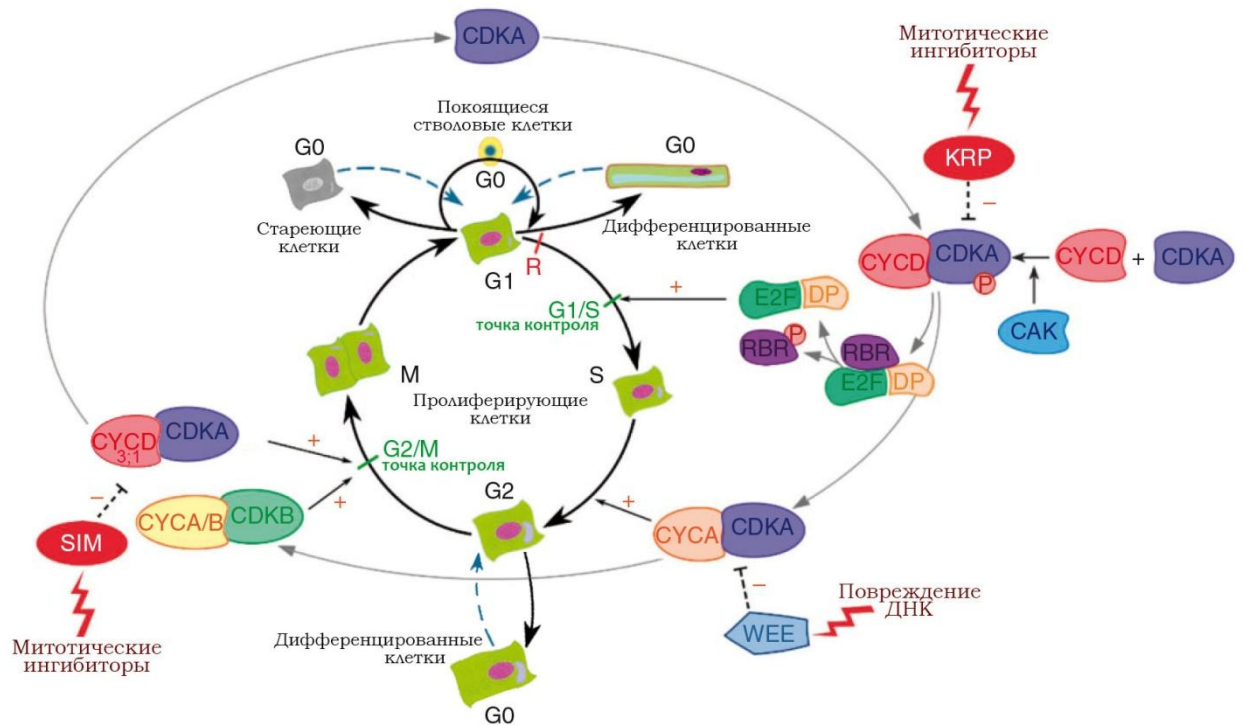 CDKA
Митотические
ингибиторы
KRP
–
Покоящиеся
стволовые клетки
G0
G0
G0
Стареющие
клетки
Дифференцированные
клетки
G1
R
CYCD
CDKA
P
CYCD + CDKA
CAK
G1/S
точка контроля
+
E2F
DP
RBR
P
RBR
E2F
DP
M
S
Пролиферирующие
клетки
CYCD
3;1
CDKA
+
G2/M
точка контроля
–
SIM
CYCA/B
CDKB
+
G2
+
CYCA
CDKA
–
WEE
Повреждение
ДНК
Митотические
ингибиторы
Дифференцированные
клетки
G0